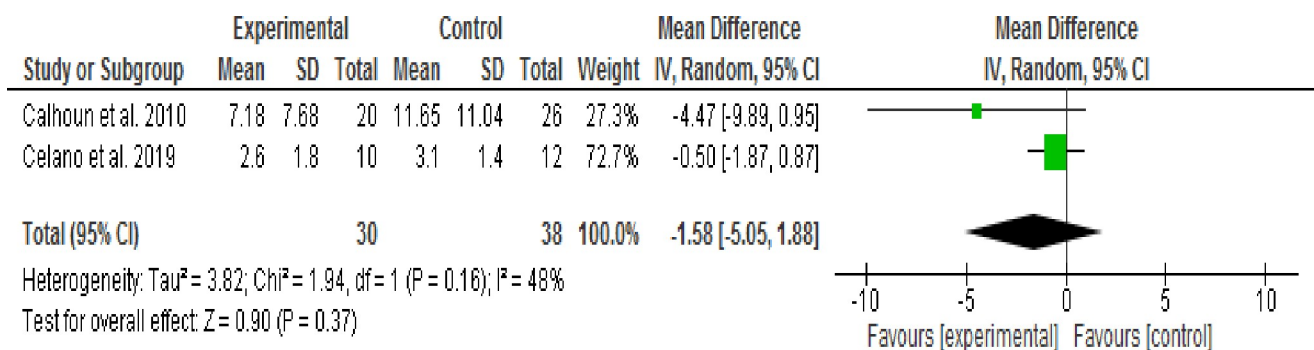 Experimental Control Mean Difference Mean Difference
Study or Subgroup Mean SD Total Mean SD Total Weight IV, Random, 95% CI IV, Random, 95% CI
Calhoun et al. 2010 7.18 7.68 20 11.65 11.04 26 27.3% -4.47 [-9.89, 0.95]
Celano et al. 2019 2.6 1.8 10 3.1 1.4 12 72.7% -0.50 [-1.87, 0.87]
Total (95% CI) 30 38 100.0% -1.58 [-5.05, 1.88]
Heterogeneity: Tau² = 3.82; Chi² = 1.94, df = 1 (P = 0.16); I² = 48%
Test for overall effect: Z = 0.90 (P = 0.37)
-10 -5 0 5 10
Favours [experimental] Favours [control]